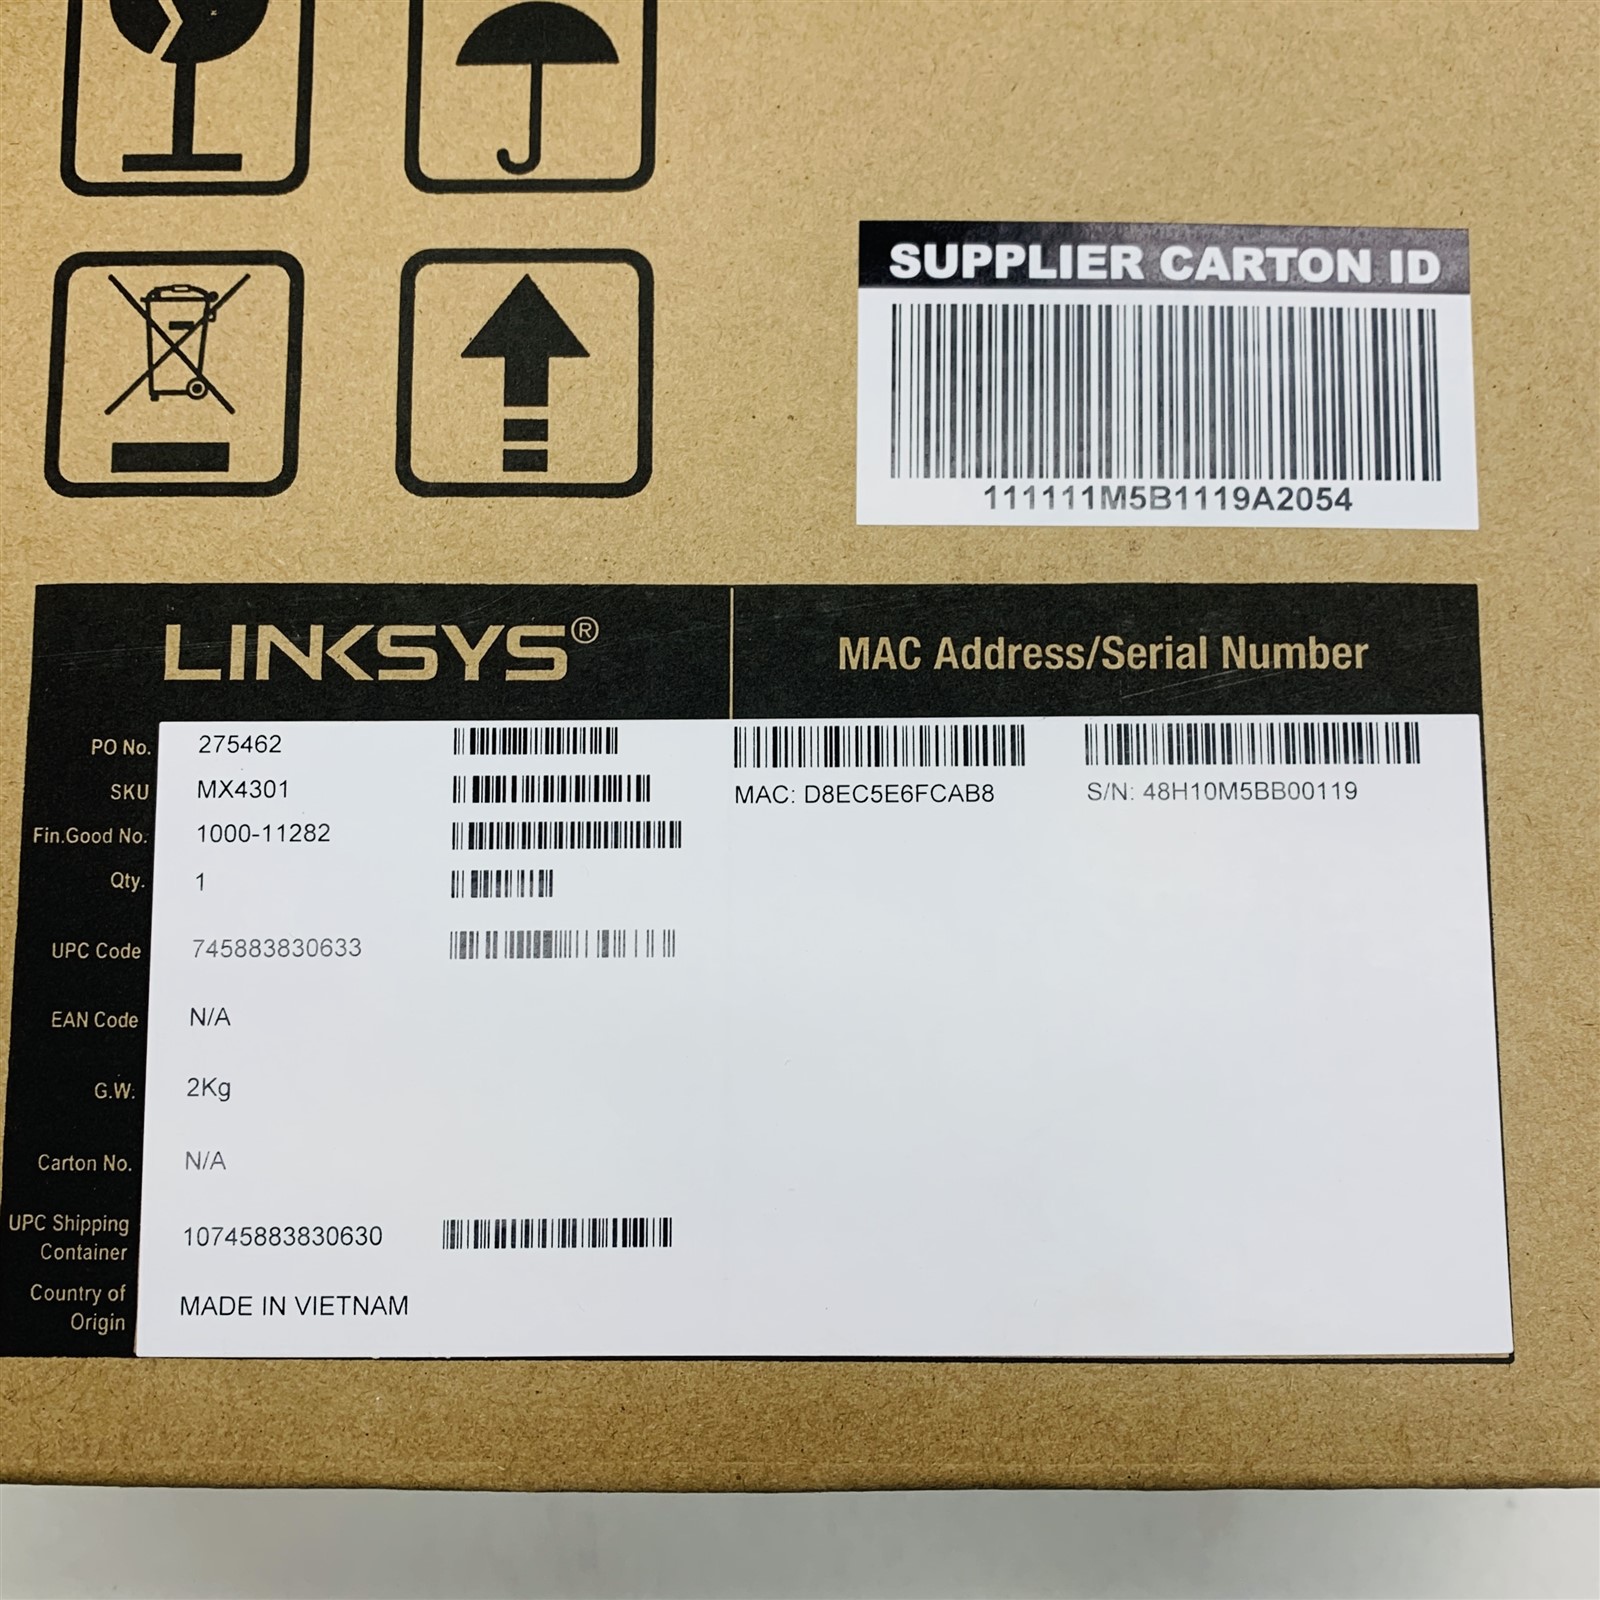 SUPPLIER CARTON ID
111111M5B1119A2054
LINKSYS®
MAC Address/Serial Number
PO No. 275462
SKU MX4301
MAC: D8EC5E6FCAB8 S/N: 48H10M5BB00119
Fin.Good No. 1000-11282
Qty. 1
UPC Code 745883830633
EAN Code N/A
G.W. 2Kg
Carton No. N/A
UPC Shipping
Container 10745883830630
Country of
Origin MADE IN VIETNAM